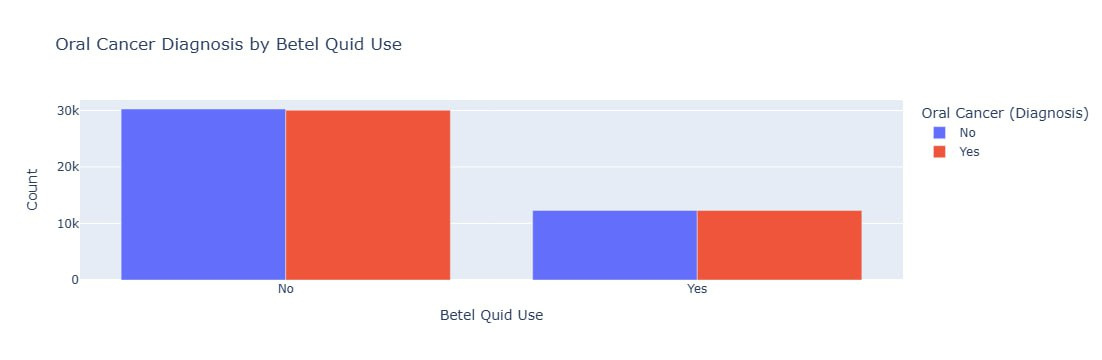 Oral Cancer Diagnosis by Betel Quid Use
30k
20k
10k
0
Count
No
Yes
Betel Quid Use
Oral Cancer (Diagnosis)
No
Yes